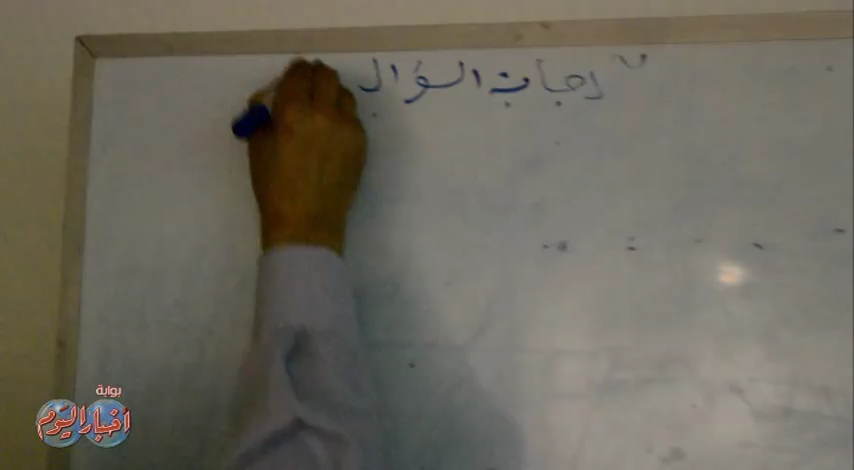 إجابة السؤال
بوابة
أخبار اليوم